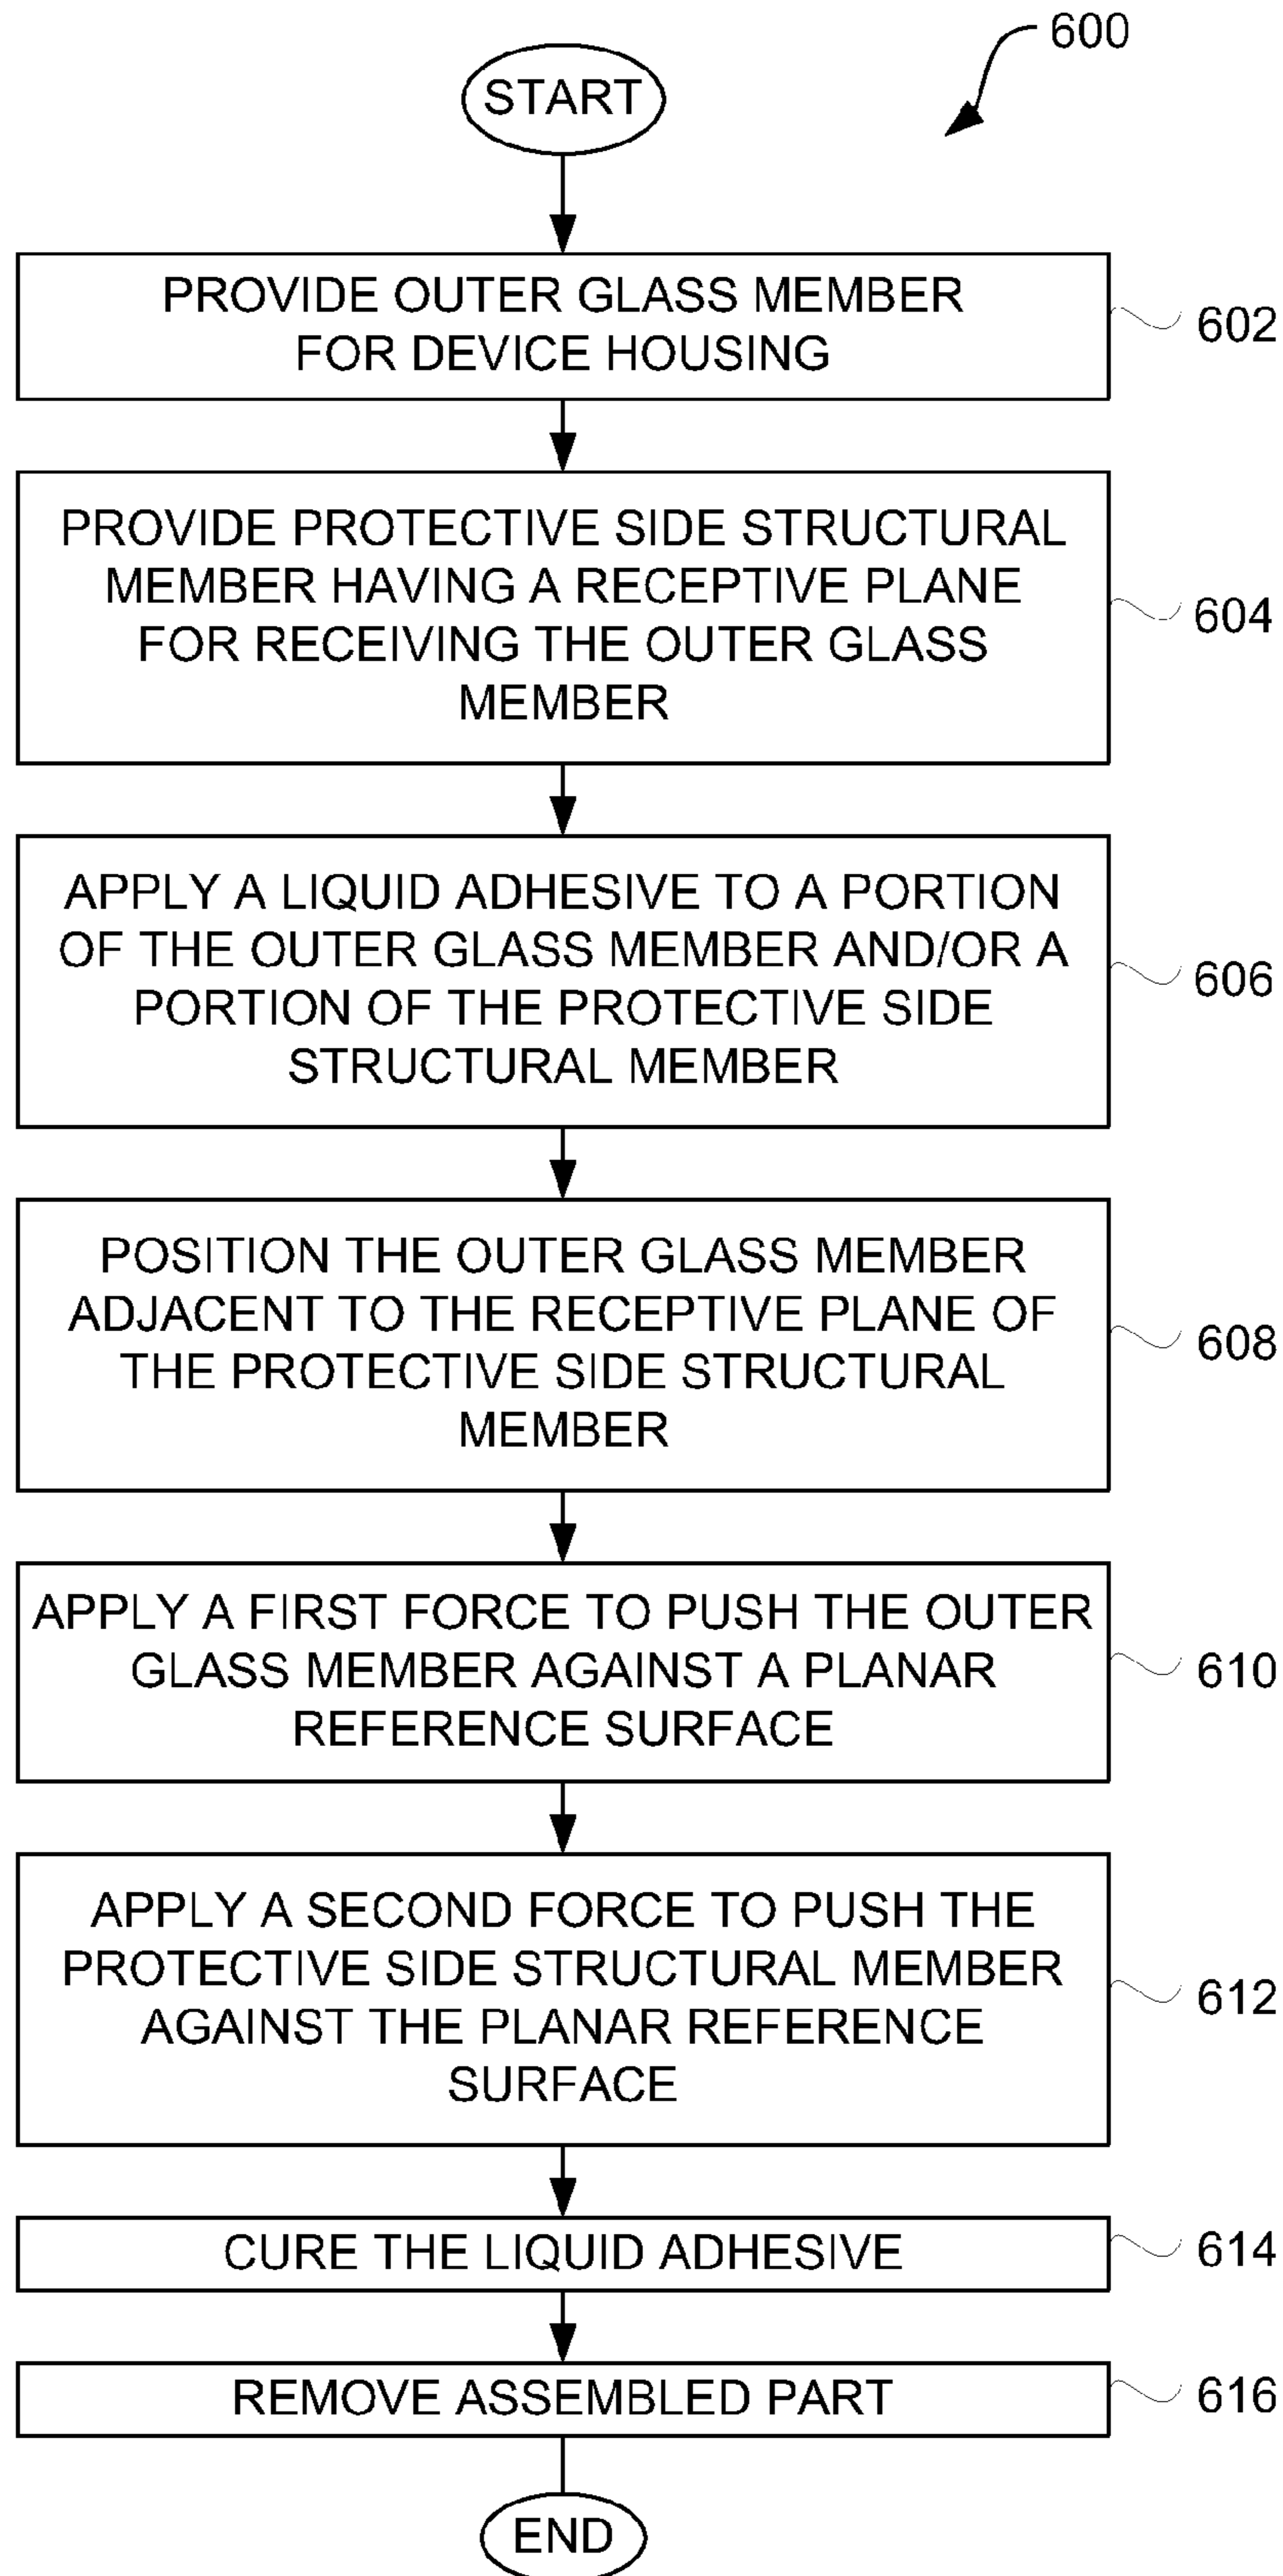 600
START
PROVIDE OUTER GLASS MEMBER
FOR DEVICE HOUSING
602
PROVIDE PROTECTIVE SIDE STRUCTURAL
MEMBER HAVING A RECEPTIVE PLANE
FOR RECEIVING THE OUTER GLASS
MEMBER
604
APPLY A LIQUID ADHESIVE TO A PORTION
OF THE OUTER GLASS MEMBER AND/OR A
PORTION OF THE PROTECTIVE SIDE
STRUCTURAL MEMBER
606
POSITION THE OUTER GLASS MEMBER
ADJACENT TO THE RECEPTIVE PLANE OF
THE PROTECTIVE SIDE STRUCTURAL
MEMBER
608
APPLY A FIRST FORCE TO PUSH THE OUTER
GLASS MEMBER AGAINST A PLANAR
REFERENCE SURFACE
610
APPLY A SECOND FORCE TO PUSH THE
PROTECTIVE SIDE STRUCTURAL MEMBER
AGAINST THE PLANAR REFERENCE
SURFACE
612
CURE THE LIQUID ADHESIVE
614
REMOVE ASSEMBLED PART
616
END